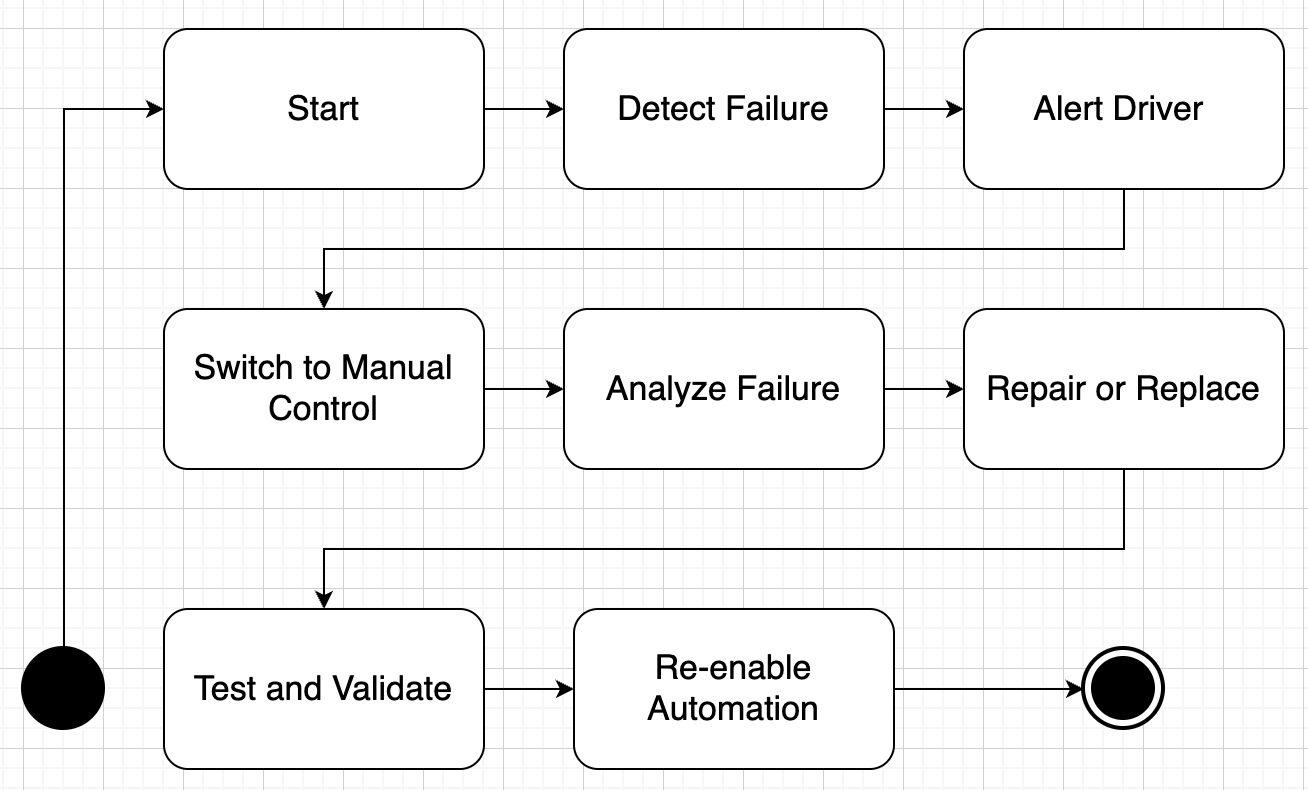 Start
Detect Failure
Alert Driver
Switch to Manual
Control
Analyze Failure
Repair or Replace
Test and Validate
Re-enable
Automation